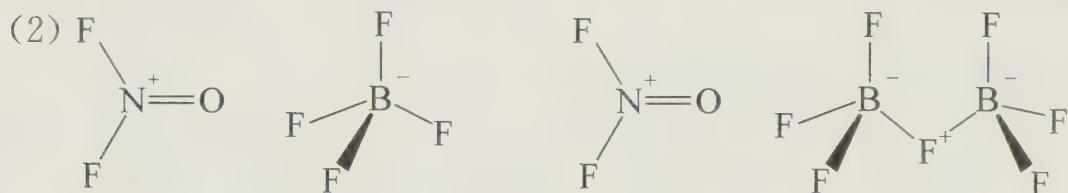 (2) F F F F
N⁺=O B⁻ N⁺=O B⁻ B⁻
F F F F F
F F F F⁺ F F